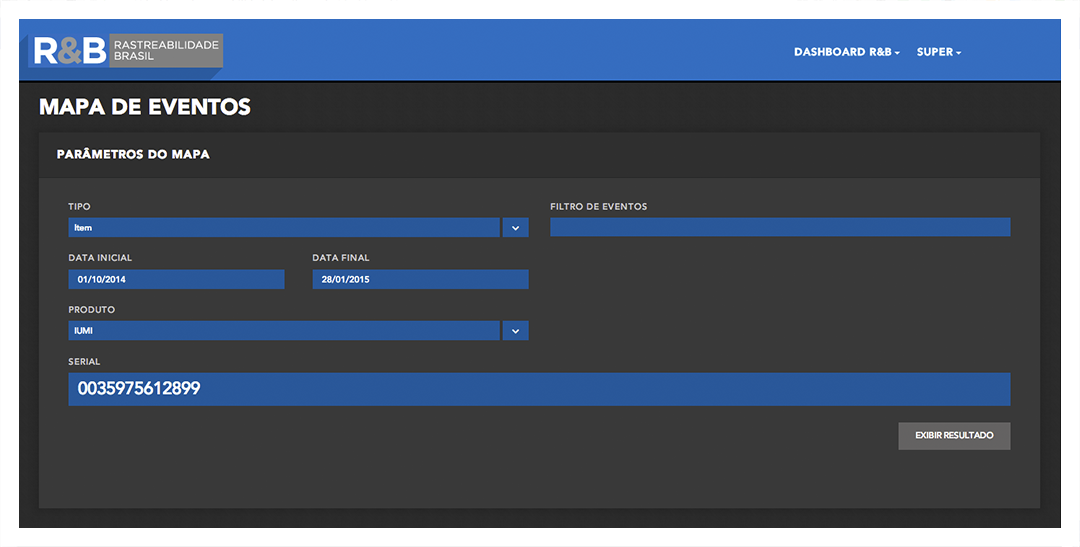 R&B RASTREABILIDADE
BRASIL
DASHBOARD R&B SUPER
MAPA DE EVENTOS
PARÂMETROS DO MAPA
TIPO
Item
FILTRO DE EVENTOS
DATA INICIAL
01/10/2014
DATA FINAL
28/01/2015
PRODUTO
IUMI
SERIAL
0035975612899
EXIBIR RESULTADO